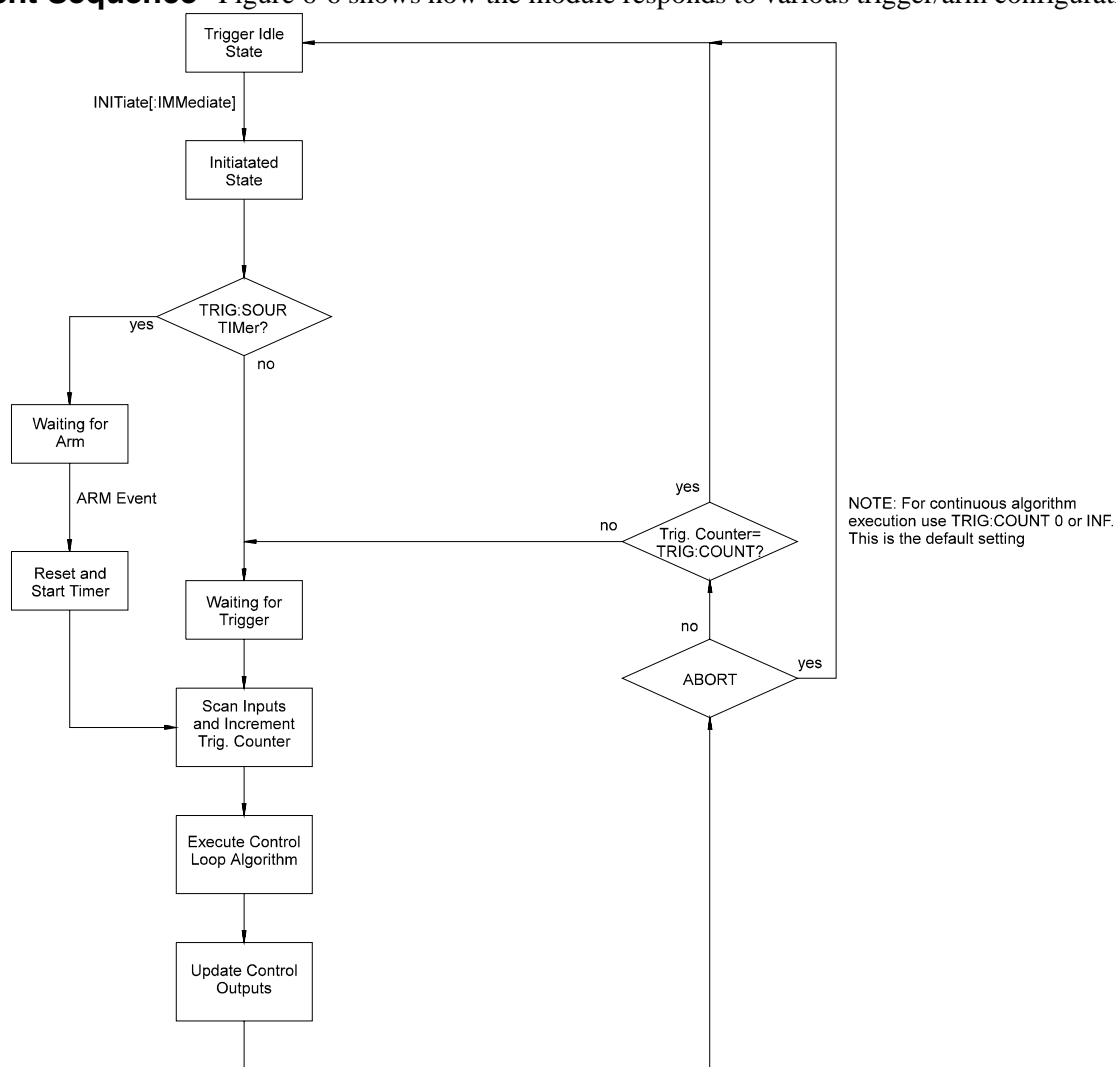 ent Sequence Figure 6-8 shows how the module responds to various trigger/arm
Trigger Idle
State
INITiate[:IMMediate]
Initiatated
State
TRIG:SOUR
TIMer?
yes
no
Waiting for
Arm
ARM Event
Reset and
Start Timer
yes
no
Trig. Counter=
TRIG:COUNT?
NOTE: For continuous algorithm
execution use TRIG:COUNT 0 or INF.
This is the default setting
Waiting for
Trigger
no
yes
ABORT
Scan Inputs
and Increment
Trig. Counter
Execute Control
Loop Algorithm
Update Control
Outputs